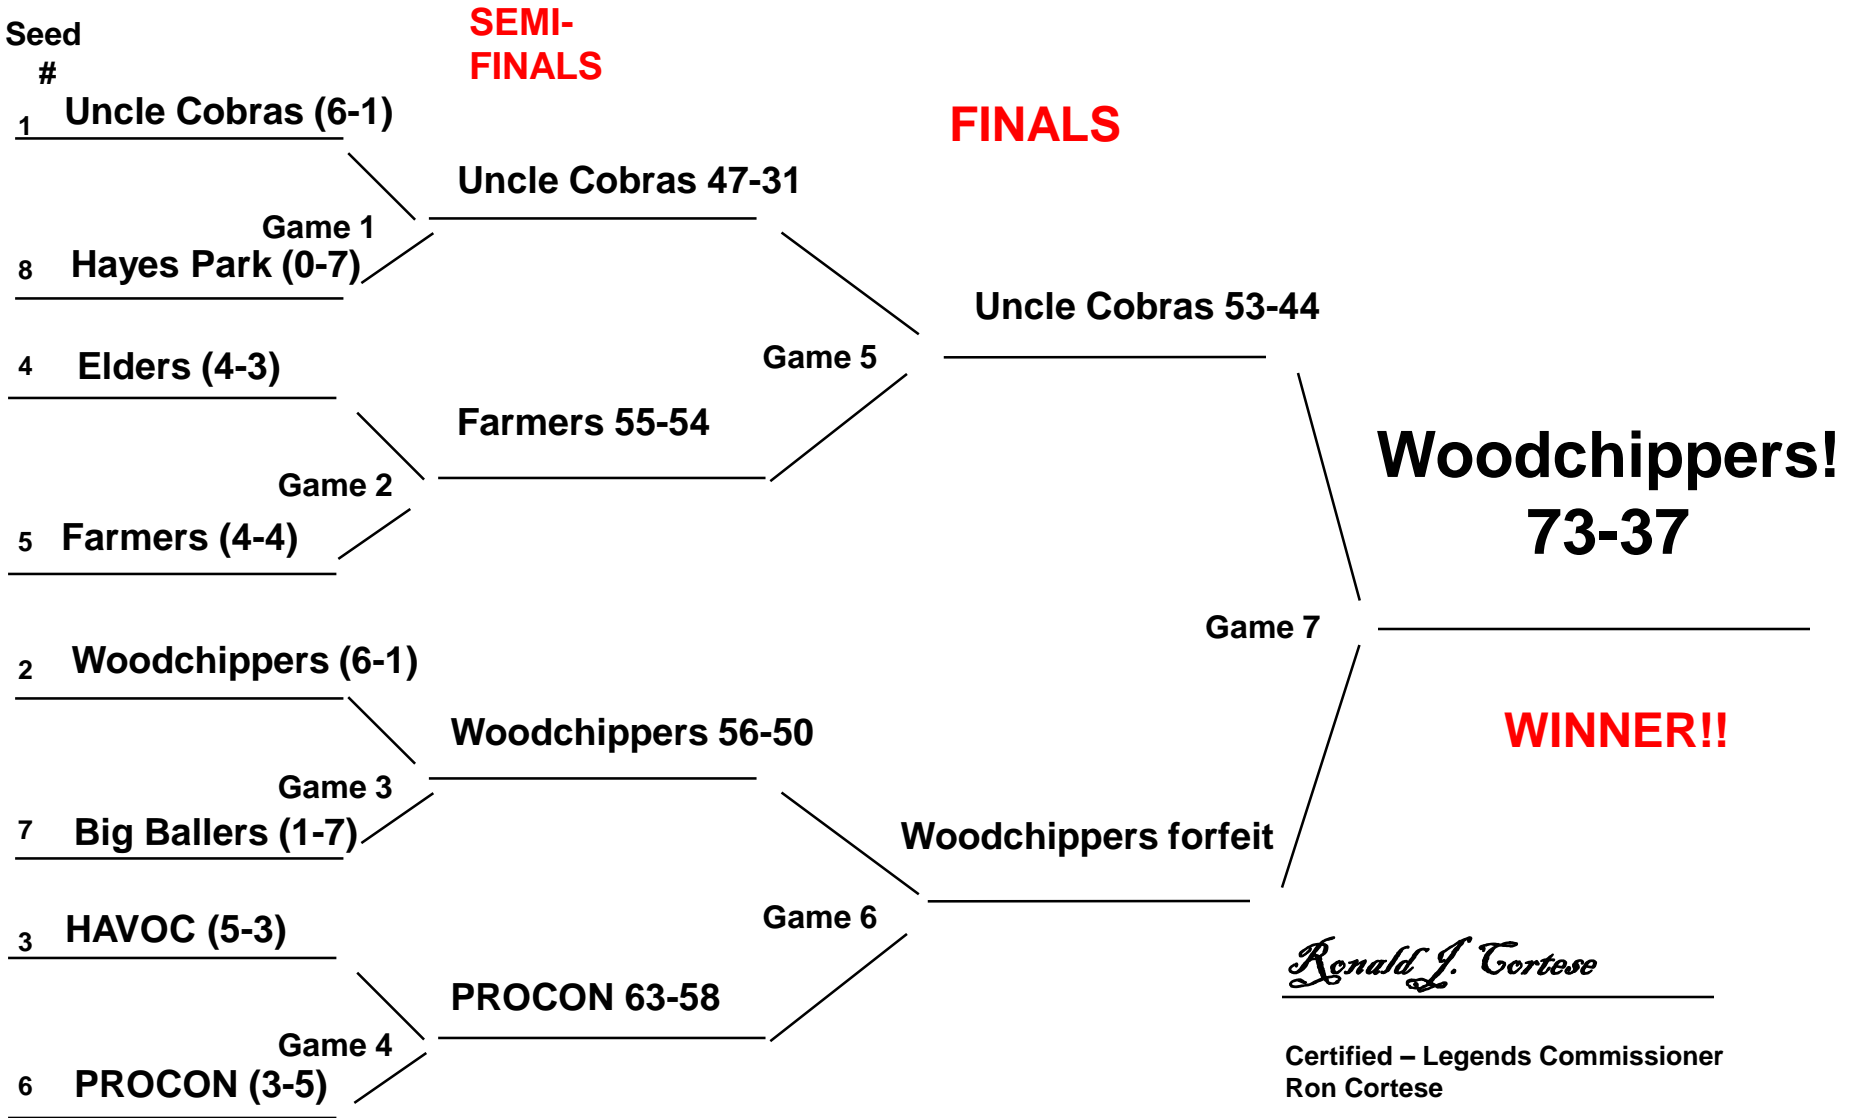 Seed
#
SEMI-
FINALS
FINALS
1 Uncle Cobras (6-1)
Uncle Cobras 47-31
Game 1
8 Hayes Park (0-7)
Uncle Cobras 53-44
Game 5
4 Elders (4-3)
Farmers 55-54
Game 2
5 Farmers (4-4)
Woodchippers!
73-37
Game 7
WINNER!!
2 Woodchippers (6-1)
Woodchippers 56-50
Game 3
7 Big Ballers (1-7)
Woodchippers forfeit
Game 6
3 HAVOC (5-3)
PROCON 63-58
Game 4
6 PROCON (3-5)
Ronald J. Cortese
Certified – Legends Commissioner
Ron Cortese